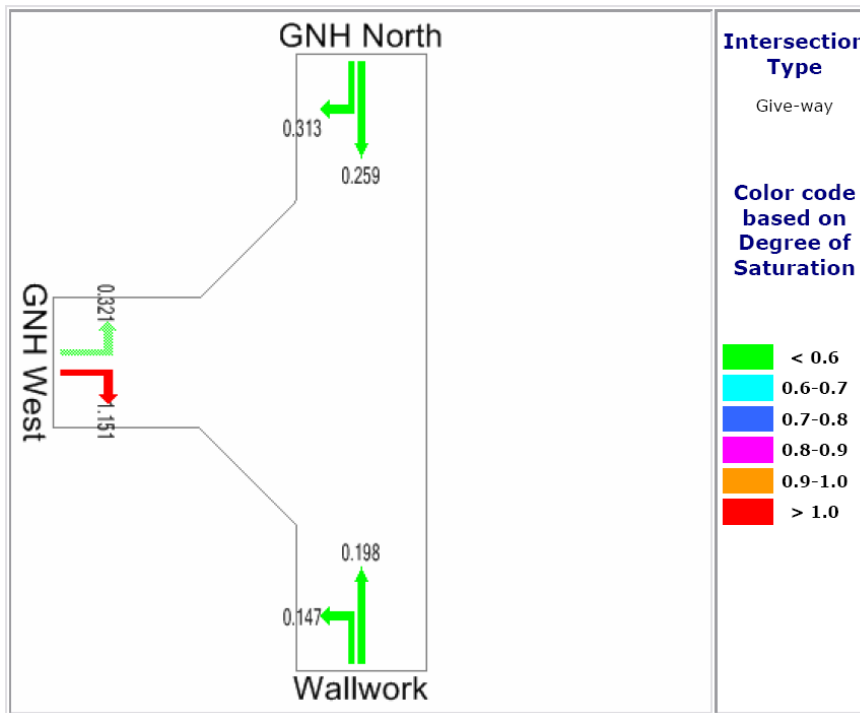 GNH North
0.313
0.259
GNH West
0.321
1.151
0.198
0.147
Wallwork
Intersection
Type
Give-way
Color code
based on
Degree of
Saturation
< 0.6
0.6-0.7
0.7-0.8
0.8-0.9
0.9-1.0
> 1.0